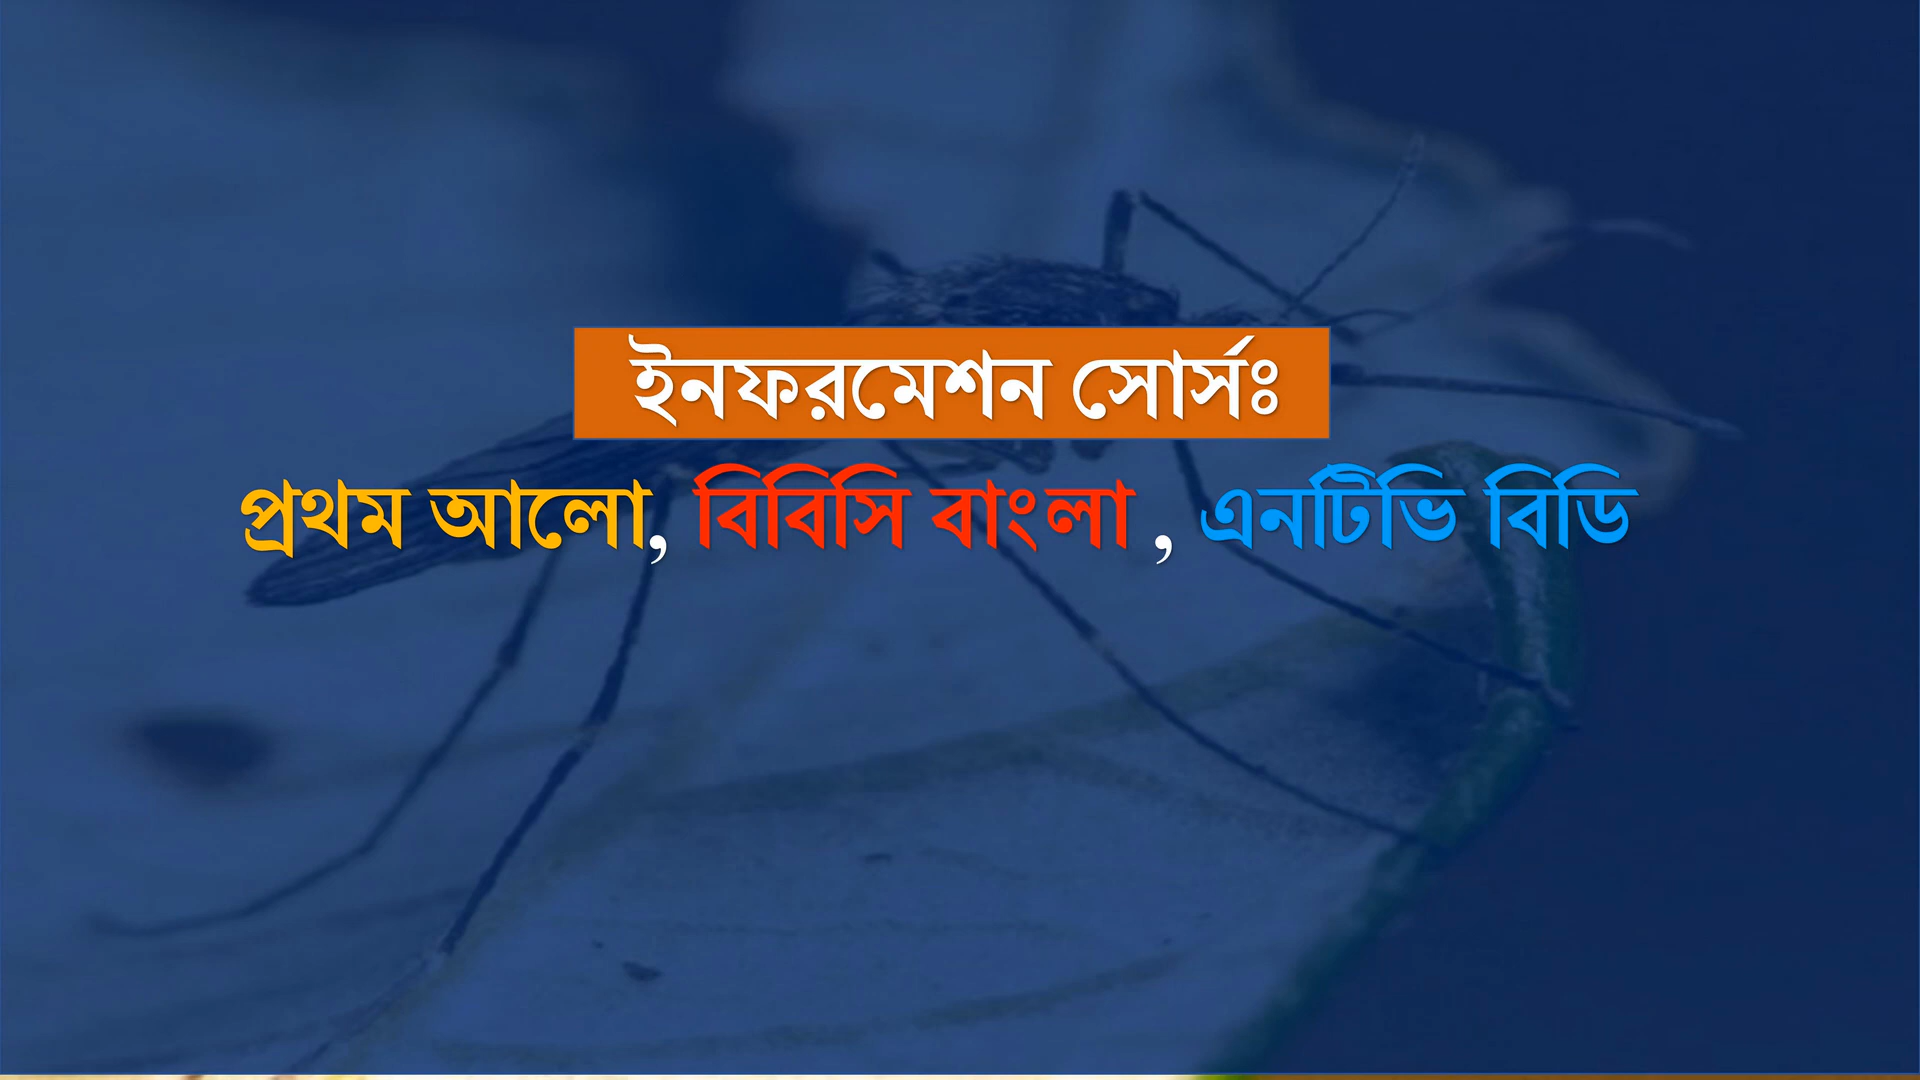 ইনফরমেশন সোর্সঃ
প্রথম আলো, বিবিসি বাংলা , এনটিভি বিডি